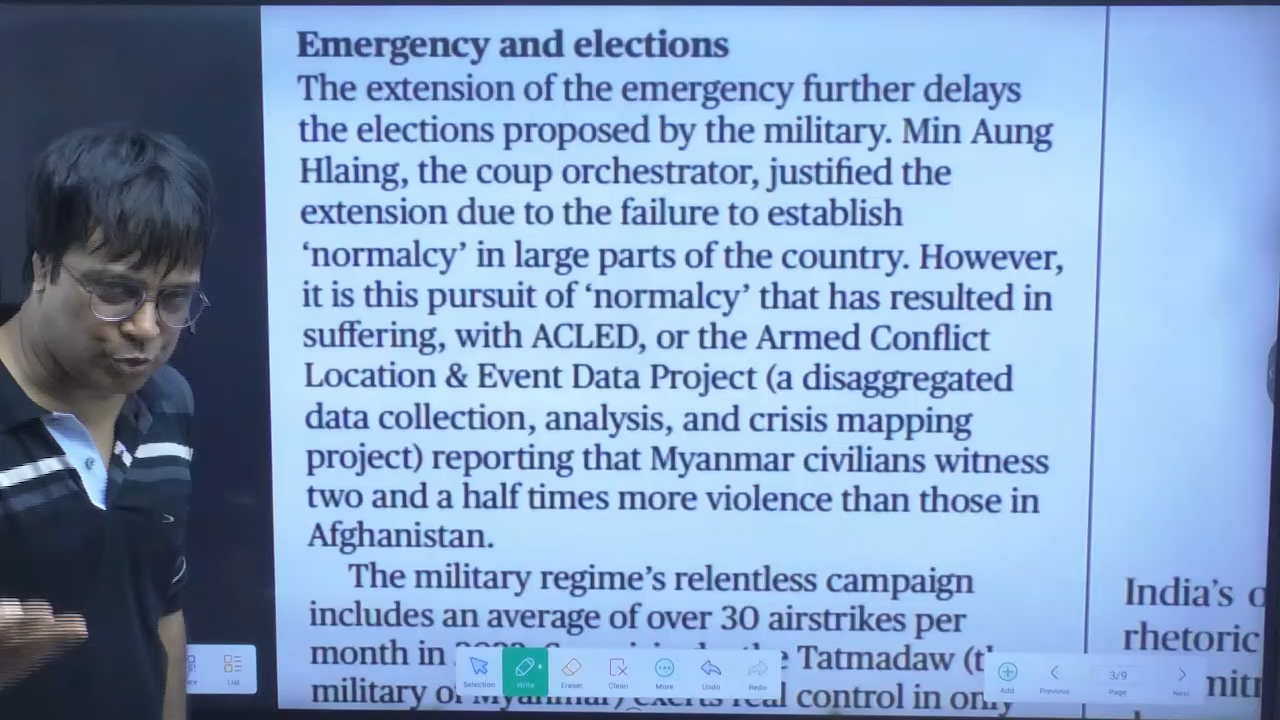 Emergency and elections
The extension of the emergency further delays
the elections proposed by the military. Min Aung
Hlaing, the coup orchestrator, justified the
extension due to the failure to establish
‘normalcy’ in large parts of the country. However,
it is this pursuit of ‘normalcy’ that has resulted in
suffering, with ACLED, or the Armed Conflict
Location & Event Data Project (a disaggregated
data collection, analysis, and crisis mapping
project) reporting that Myanmar civilians witness
two and a half times more violence than those in
Afghanistan.
The military regime’s relentless campaign
includes an average of over 30 airstrikes per
month in
Tatmadaw
military Myanmar) exerts real control in only
India’s
rhetoric
List
Selection
Write
Eraser
Clean
More
Undo
Redo
Add
Previous
3/9
Page
Next